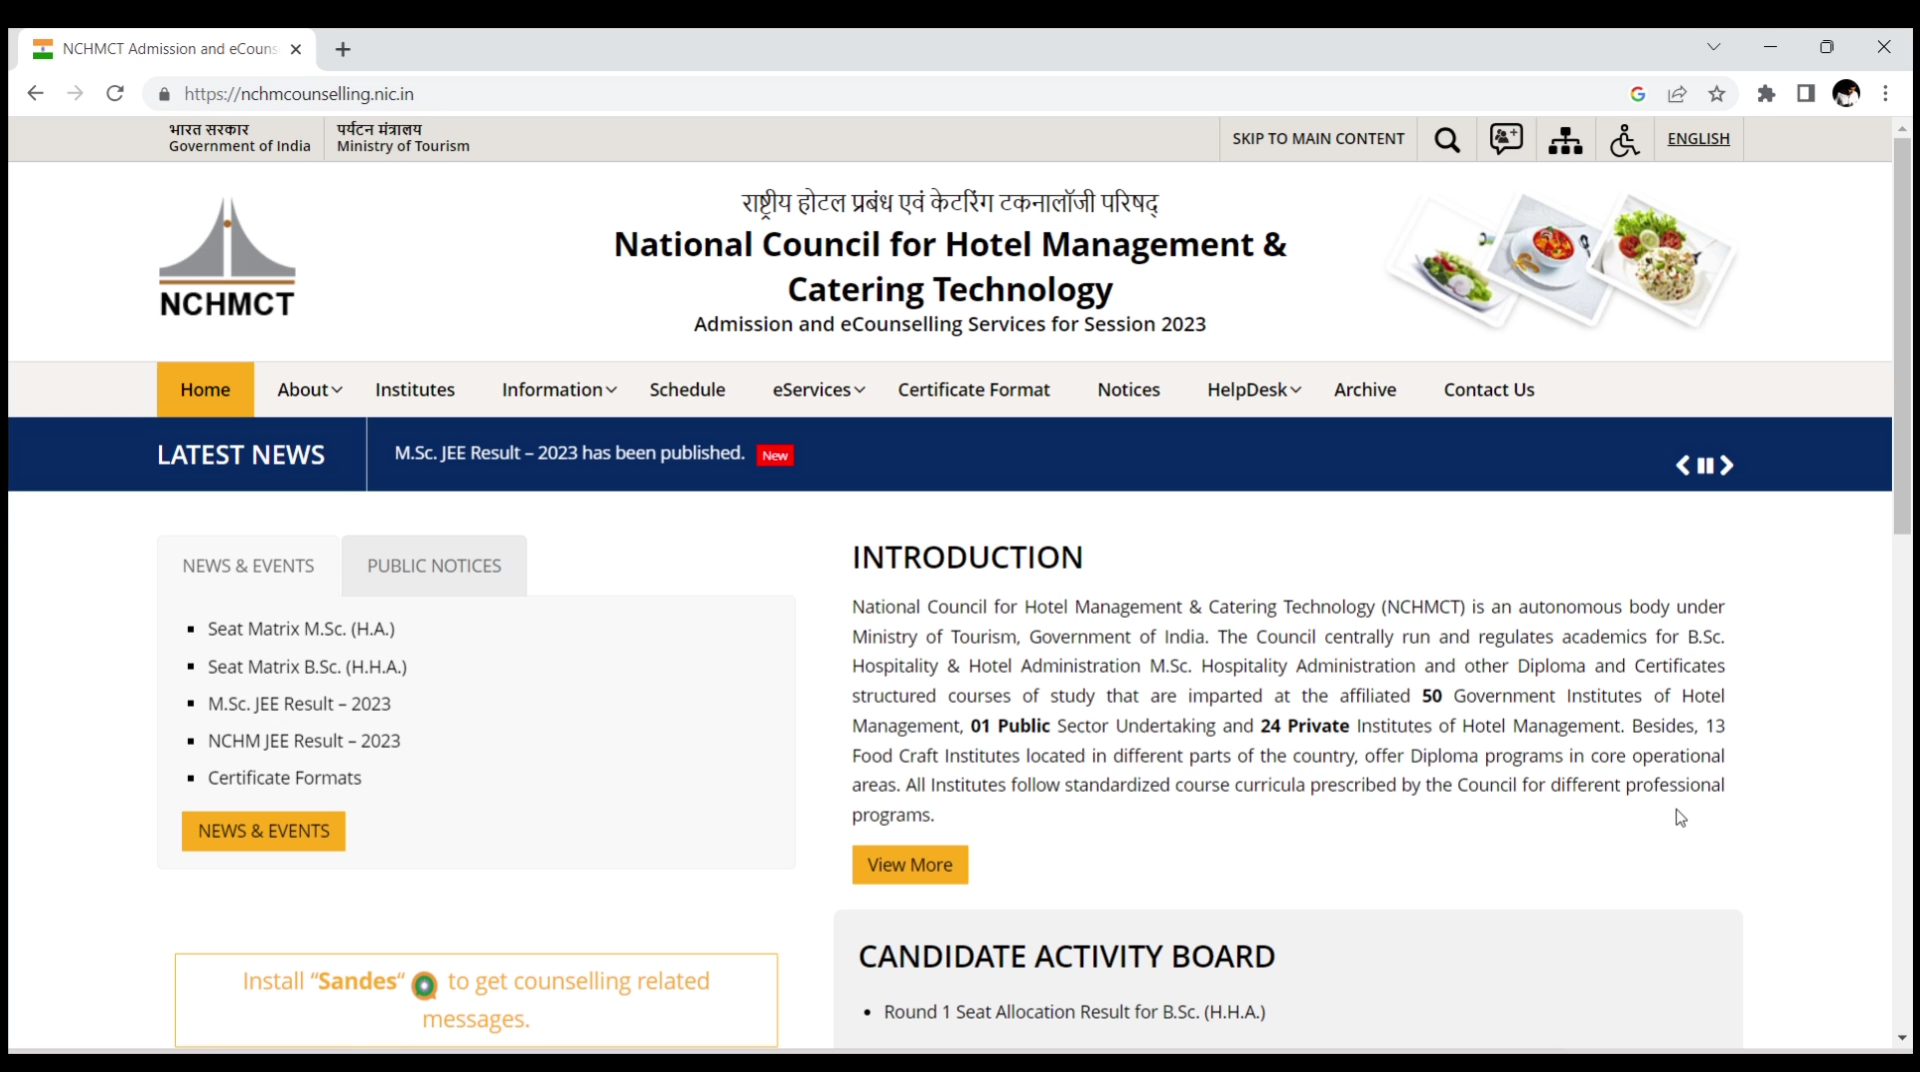 NCHMCT Admission and eCouns
https://nchmcounselling.nic.in
भारत सरकार
Government of India
पर्यटन मंत्रालय
Ministry of Tourism
SKIP TO MAIN CONTENT
ENGLISH
NCHMCT
राष्ट्रीय होटल प्रबंध एवं केटरिंग टकनालॉजी परिषद्
National Council for Hotel Management &
Catering Technology
Admission and eCounselling Services for Session 2023
Home About Institutes Information Schedule eServices Certificate Format Notices HelpDesk Archive Contact Us
LATEST NEWS
M.Sc. JEE Result – 2023 has been published. New
NEWS & EVENTS
PUBLIC NOTICES
Seat Matrix M.Sc. (H.A.)
Seat Matrix B.Sc. (H.H.A.)
M.Sc. JEE Result – 2023
NCHM JEE Result – 2023
Certificate Formats
NEWS & EVENTS
Install “Sandes“ to get counselling related
messages.
INTRODUCTION
National Council for Hotel Management & Catering Technology (NCHMCT) is an autonomous body under
Ministry of Tourism, Government of India. The Council centrally run and regulates academics for B.Sc.
Hospitality & Hotel Administration M.Sc. Hospitality Administration and other Diploma and Certificates
structured courses of study that are imparted at the affiliated 50 Government Institutes of Hotel
Management, 01 Public Sector Undertaking and 24 Private Institutes of Hotel Management. Besides, 13
Food Craft Institutes located in different parts of the country, offer Diploma programs in core operational
areas. All Institutes follow standardized course curricula prescribed by the Council for different professional
programs.
View More
CANDIDATE ACTIVITY BOARD
Round 1 Seat Allocation Result for B.Sc. (H.H.A.)